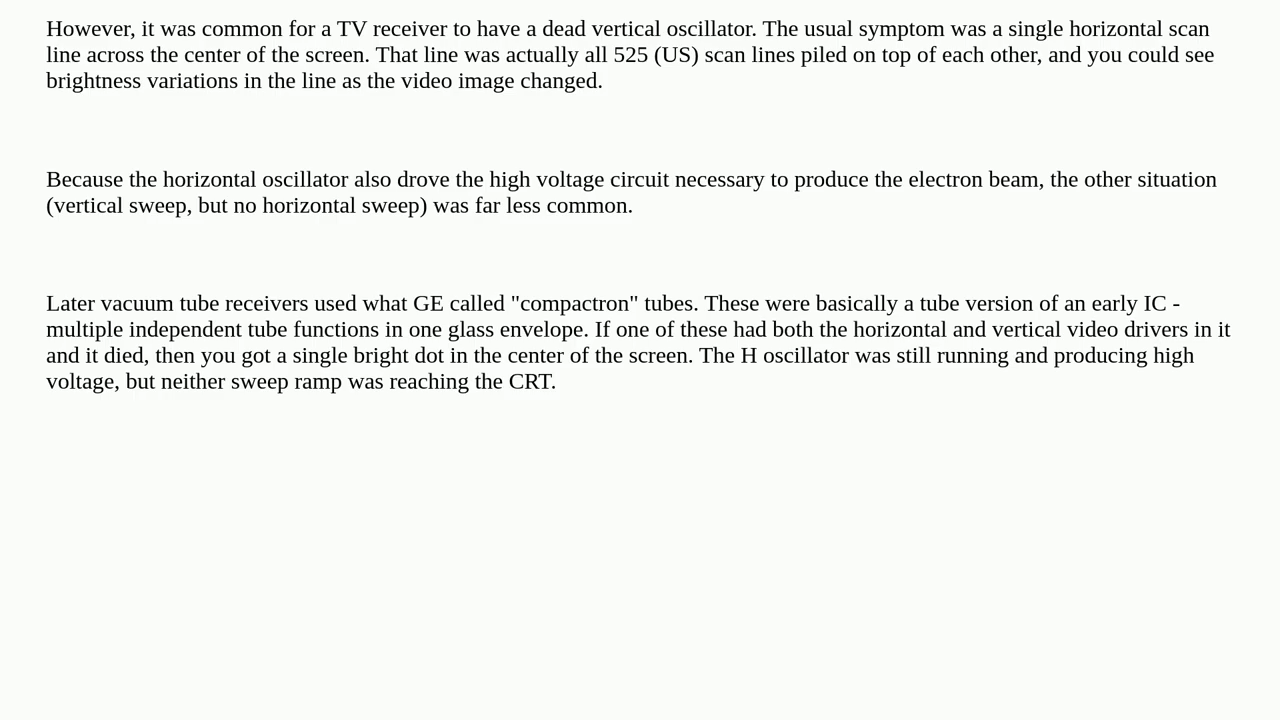 However, it was common for a TV receiver to have a dead vertical oscillator. The usual symptom was a single horizontal scan
line across the center of the screen. That line was actually all 525 (US) scan lines piled on top of each other, and you could see
brightness variations in the line as the video image changed.
Because the horizontal oscillator also drove the high voltage circuit necessary to produce the electron beam, the other situation
(vertical sweep, but no horizontal sweep) was far less common.
Later vacuum tube receivers used what GE called "compactron" tubes. These were basically a tube version of an early IC -
multiple independent tube functions in one glass envelope. If one of these had both the horizontal and vertical video drivers in it
and it died, then you got a single bright dot in the center of the screen. The H oscillator was still running and producing high
voltage, but neither sweep ramp was reaching the CRT.